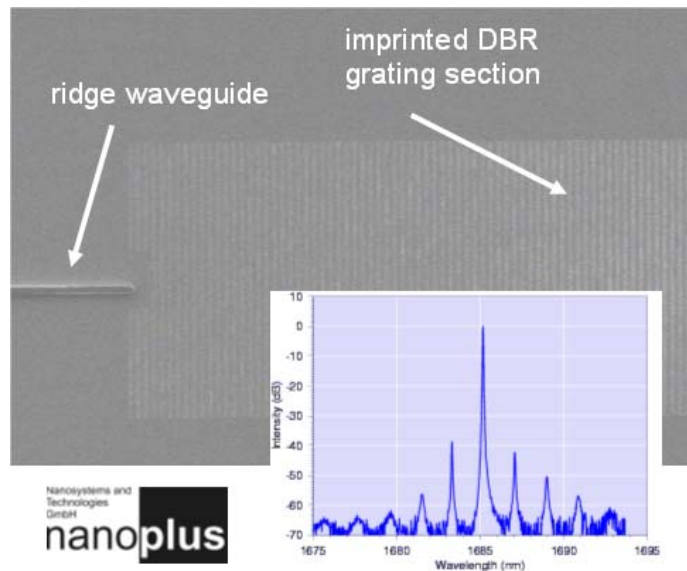 imprinted DBR
grating section
ridge waveguide
10
0
-10
-20
-30
-40
-50
-60
-70
Intensity (dB)
1675
1680
1685
1690
1695
Wavelength (nm)
Nanosystems and
Technologies
GmbH
nanoplus